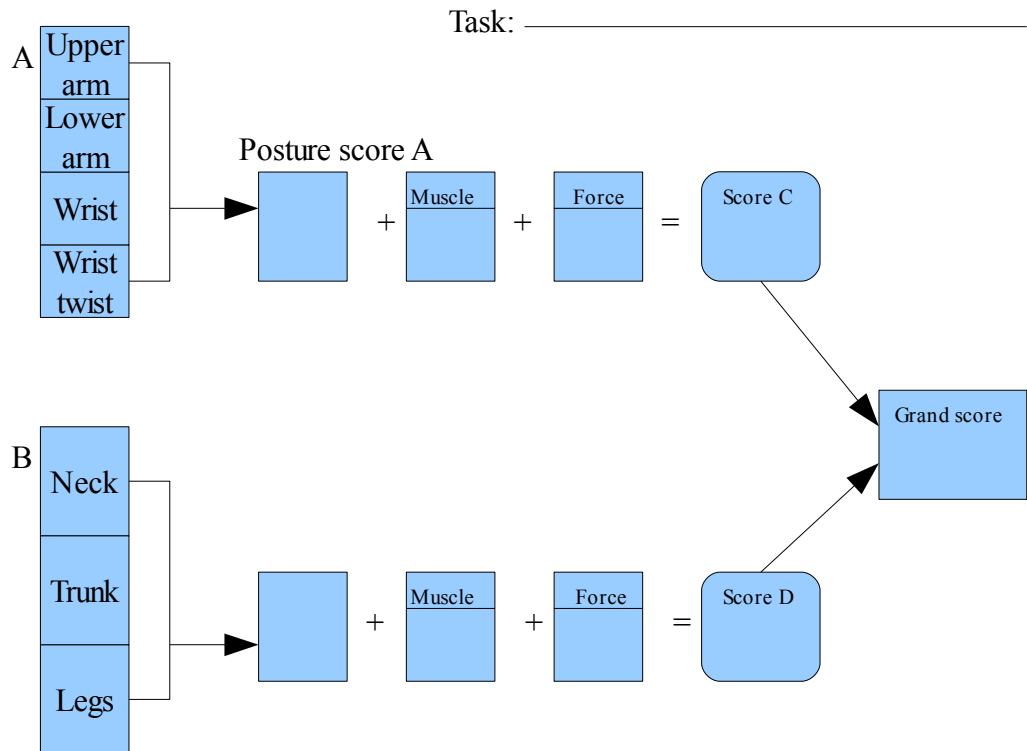 Task:
A
Upper
arm
Lower
arm
Wrist
Wrist
twist
Posture score A
+ Muscle + Force = Score C
Grand score
B
Neck
Trunk
Legs
+ Muscle + Force = Score D